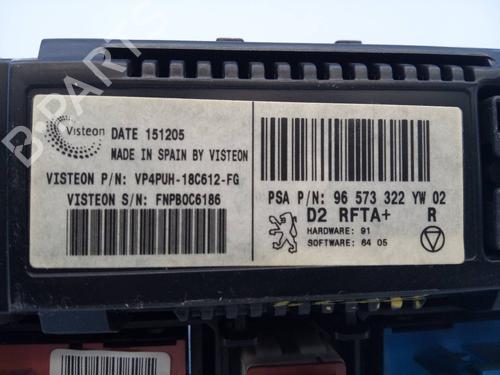 Visteon
DATE 151205
MADE IN SPAIN BY VISTEON
VISTEON P/N: VP4PUH-18C612-FG
VISTEON S/N: FNPB0C6186
PSA P/N: 96 573 322 YW 02
D2 RFTA+ R
HARDWARE: 91
SOFTWARE: 64 05
B-PARTS